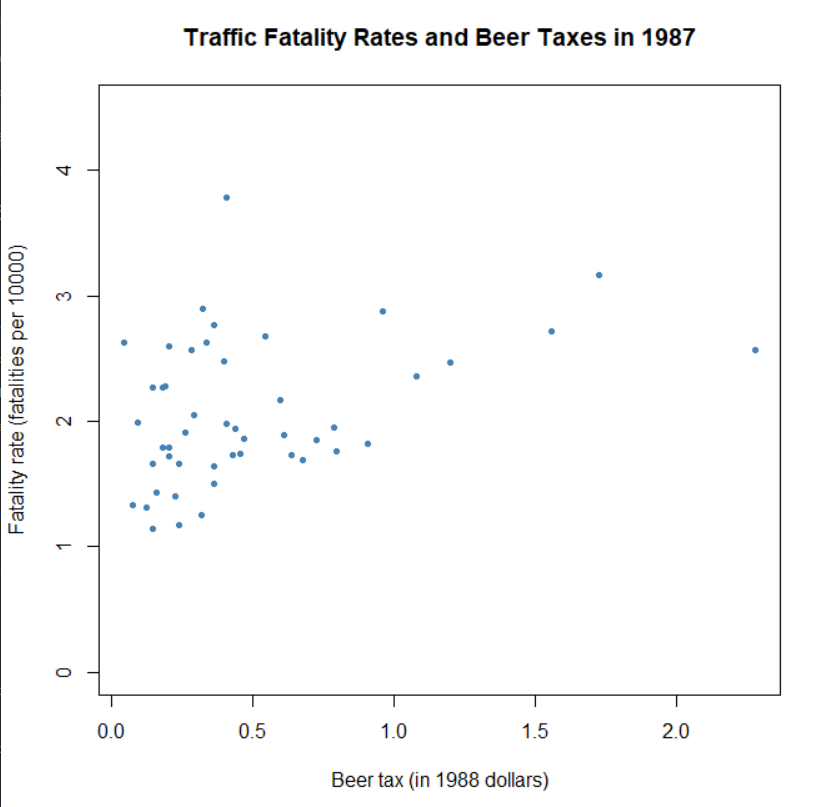 Traffic Fatality Rates and Beer Taxes in 1987
Fatality rate (fatalities per 10000)
4
3
2
1
0
0.0 0.5 1.0 1.5 2.0
Beer tax (in 1988 dollars)